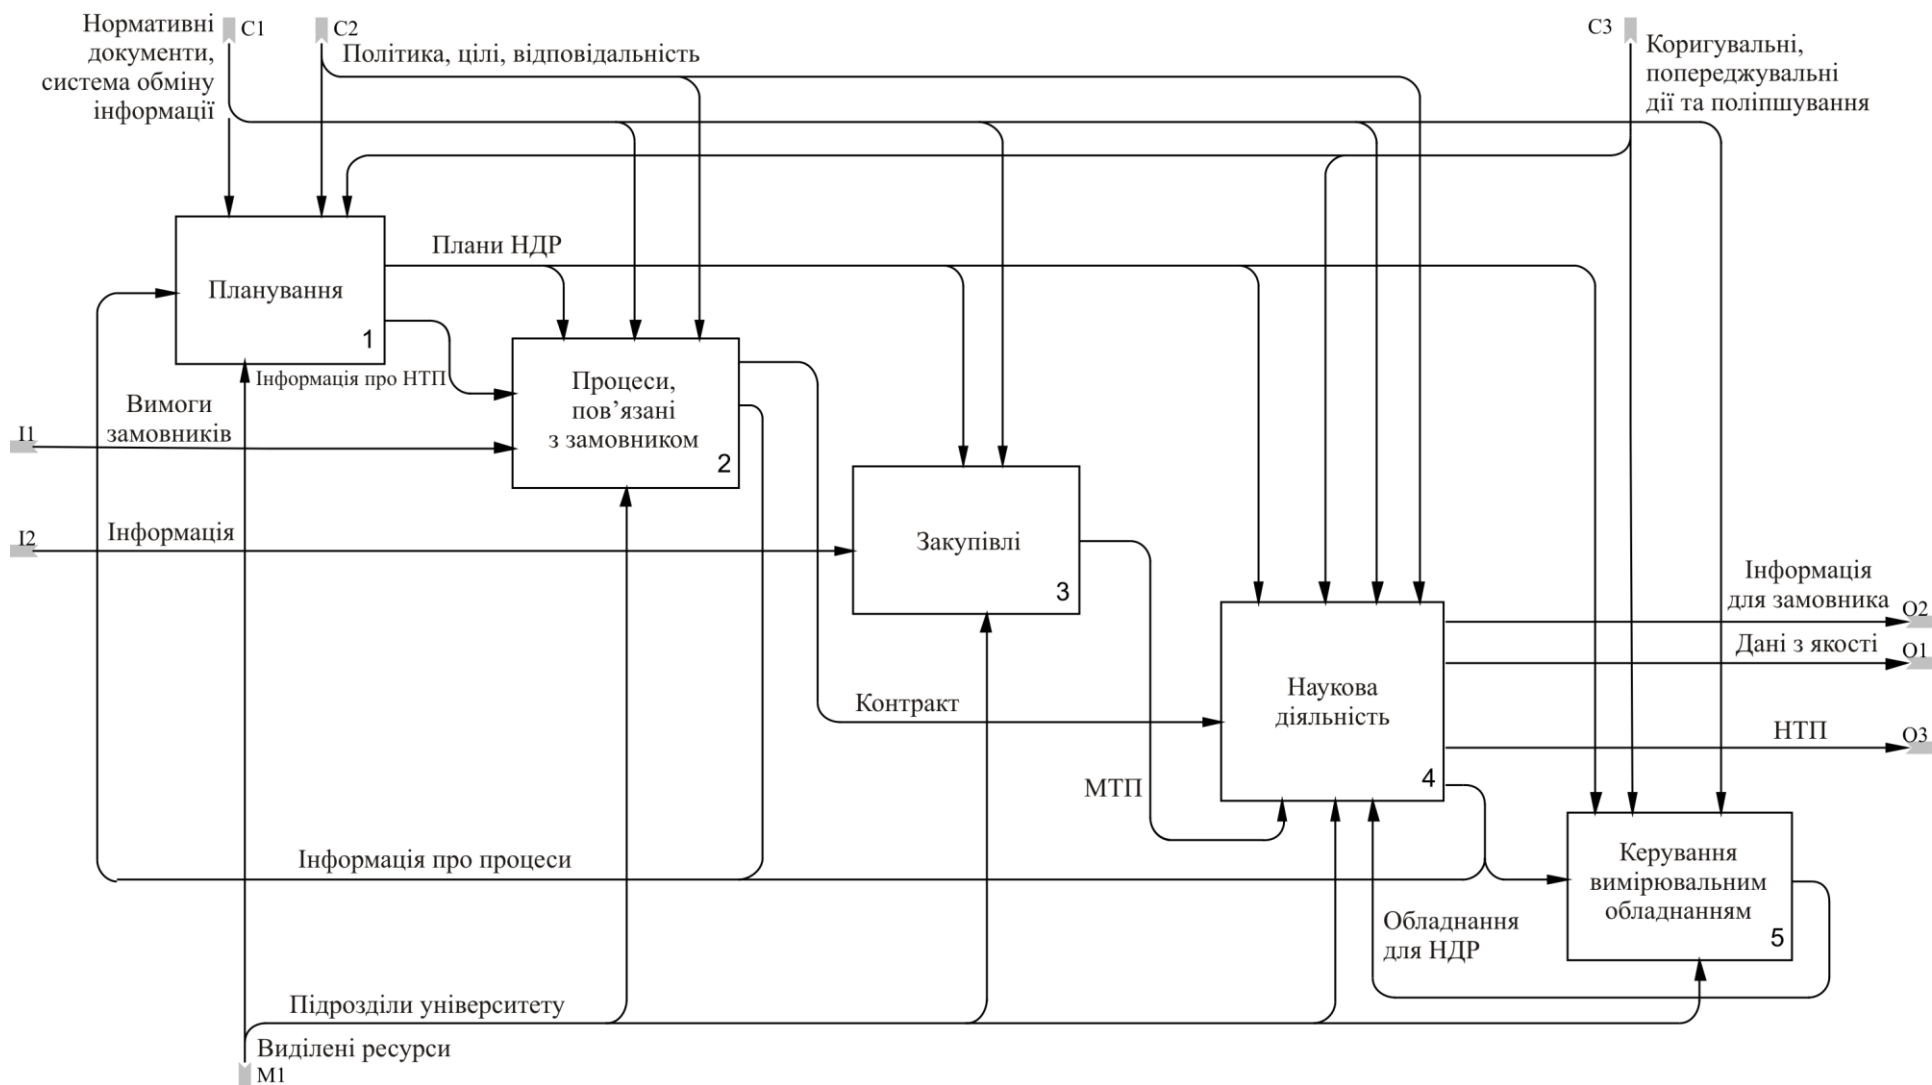 Нормативні
документи,
система обміну
інформації
C1
C2
Політика, цілі, відповідальність
C3
Коригувальні,
попереджувальні
дії та поліпшування
Плани НДР
Планування
1
Інформація про НТП
Процеси,
пов’язані
з замовником
2
Вимоги
замовників
I1
I2
Інформація
Закупівлі
3
Інформація
для замовника
O2
Дані з якості
O1
Наукова
діяльність
4
Контракт
НТП
O3
МТП
Інформація про процеси
Керування
вимірювальним
обладнанням
5
Обладнання
для НДР
Підрозділи університету
Виділені ресурси
M1